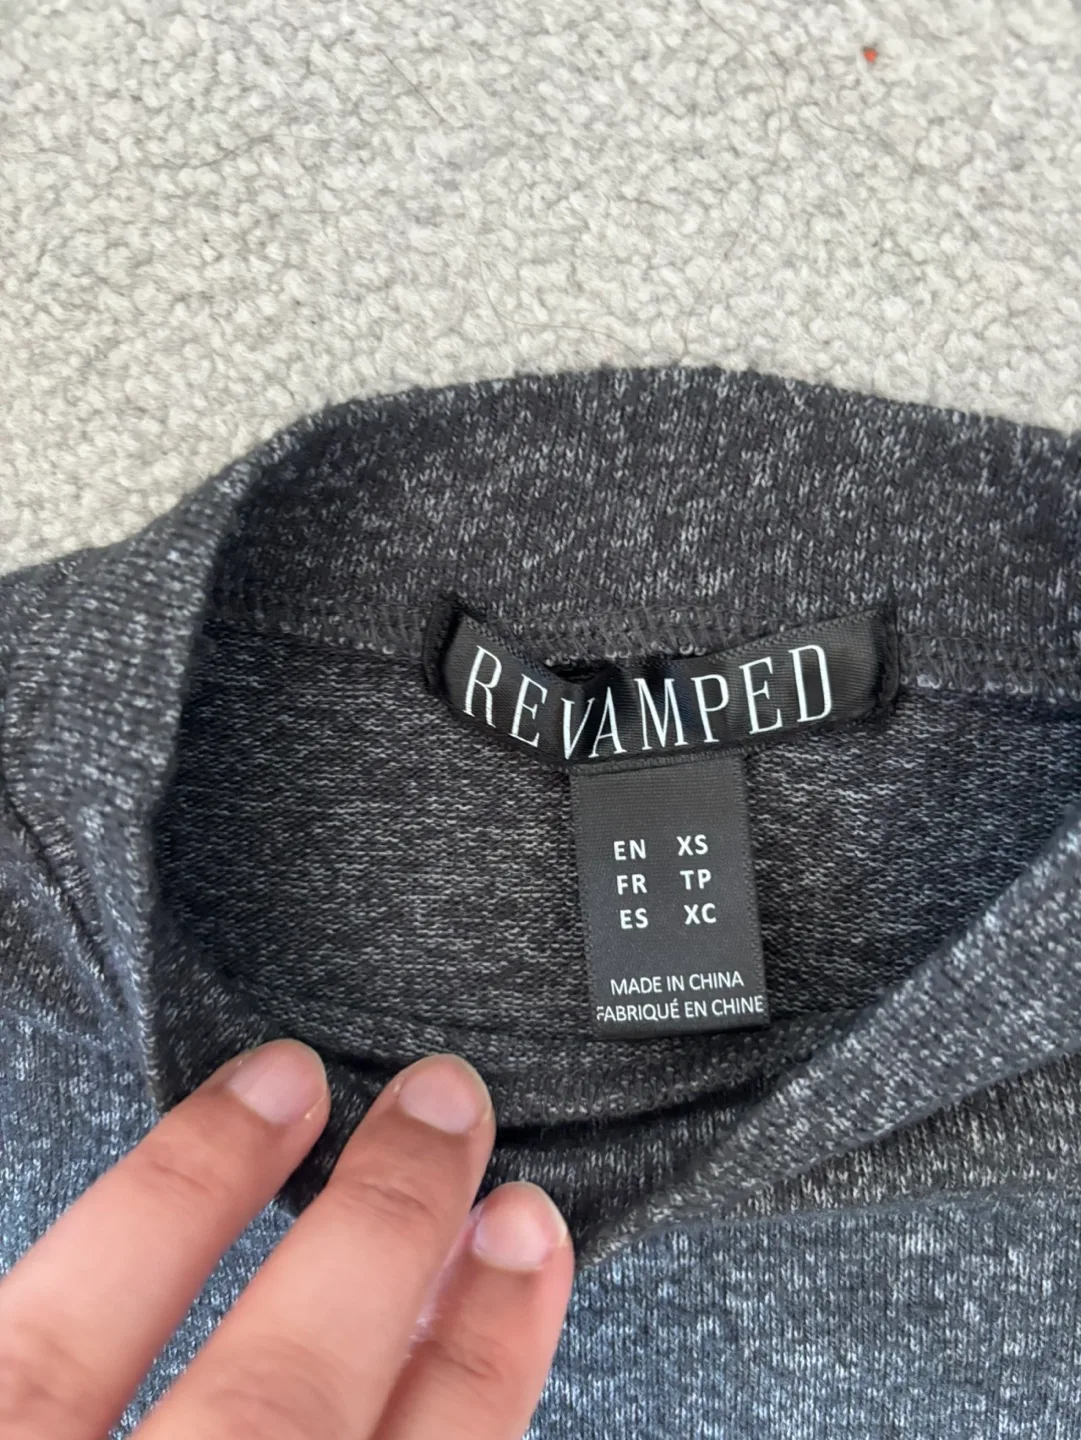 REVAMPED
EN XS
FR TP
ES XC
MADE IN CHINA
FABRIQUÉ EN CHINE